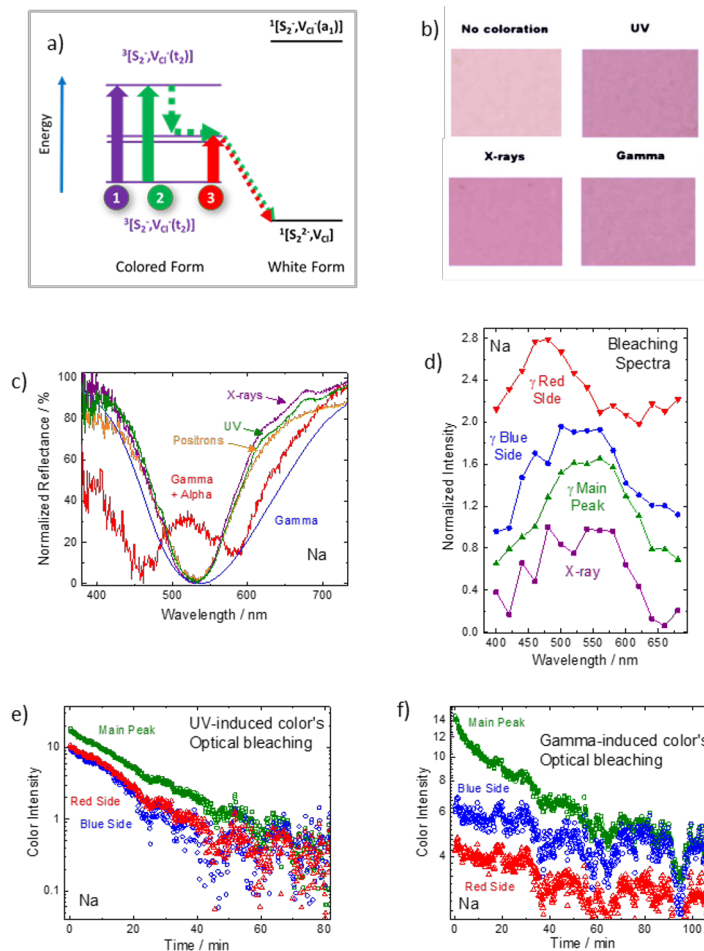 a)
¹[S₂⁻,V_Cl⁻(a₁)]
³[S₂⁻,V_Cl⁻(t₂)]
Energy
1
2
3
³[S₂⁻,V_Cl⁻(t₂)]
¹[S₂²⁻,V_Cl]
Colored Form
White Form
b)
No coloration
UV
X-rays
Gamma
c)
Normalized Reflectance / %
100
80
60
40
20
0
X-rays
UV
Positrons
Gamma
+ Alpha
Gamma
Na
400
500
600
700
Wavelength / nm
d)
Normalized Intensity
2.8
2.4
2.0
1.6
1.2
0.8
0.4
0.0
Na
Bleaching
Spectra
γ Red
SIde
γ Blue
Side
γ Main
Peak
X-ray
400
450
500
550
600
650
Wavelength / nm
e)
Color Intensity
10
1
0.1
Main Peak
UV-induced color's
Optical bleaching
Red Side
Blue Side
Na
0
20
40
60
80
Time / min
f)
Color Intensity
14
12
10
8
6
4
Main Peak
Gamma-induced color's
Optical bleaching
Blue Side
Red Side
Na
0
20
40
60
80
100
Time / min